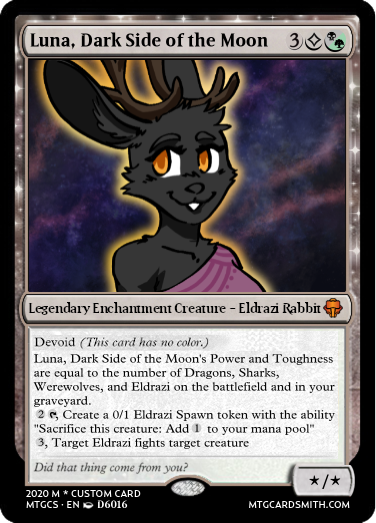 Luna, Dark Side of the Moon 3
Legendary Enchantment Creature - Eldrazi Rabbit
Devoid (This card has no color.)
Luna, Dark Side of the Moon's Power and Toughness
are equal to the number of Dragons, Sharks,
Werewolves, and Eldrazi on the battlefield and in your
graveyard.
2 , Create a 0/1 Eldrazi Spawn token with the ability
"Sacrifice this creature: Add 1 to your mana pool"
3, Target Eldrazi fights target creature
Did that thing come from you?
*/*
2020 M * CUSTOM CARD
MTGCS · EN D6016
MTGCARDSMITH.COM